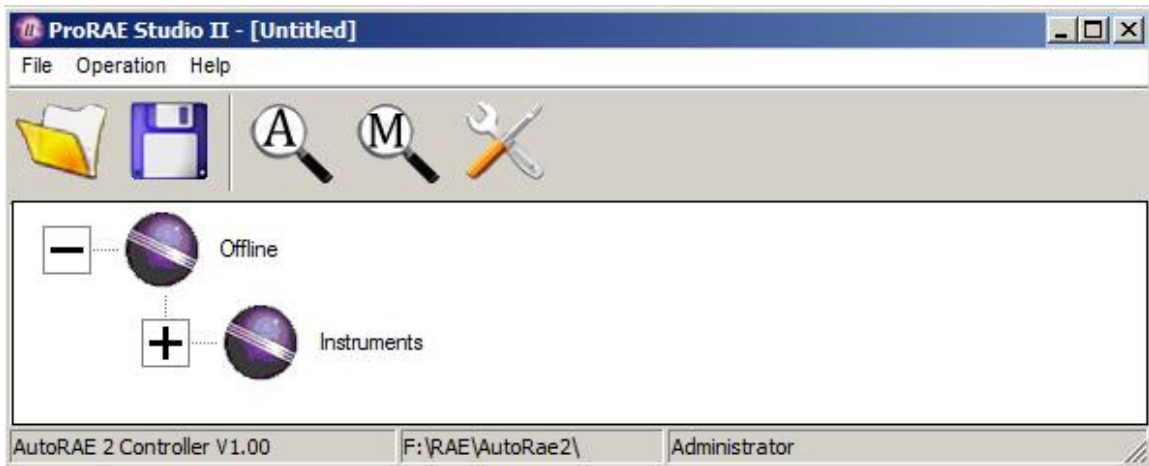 ProRAE Studio II - [Untitled]
File Operation Help
A M
Offline
Instruments
AutoRAE 2 Controller V1.00 F:\RAE\AutoRae2\ Administrator